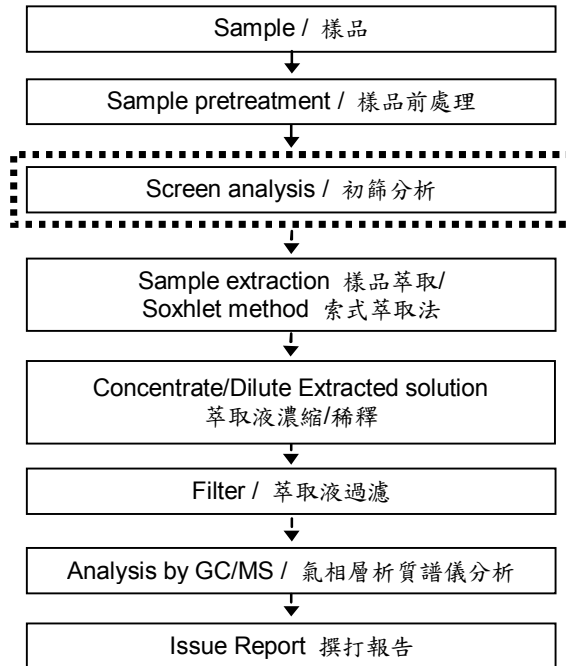 Sample / 樣品
Sample pretreatment / 樣品前處理
Screen analysis / 初篩分析
Sample extraction 樣品萃取/
Soxhlet method 索式萃取法
Concentrate/Dilute Extracted solution
萃取液濃縮/稀釋
Filter / 萃取液過濾
Analysis by GC/MS / 氣相層析質譜儀分析
Issue Report 撰打報告